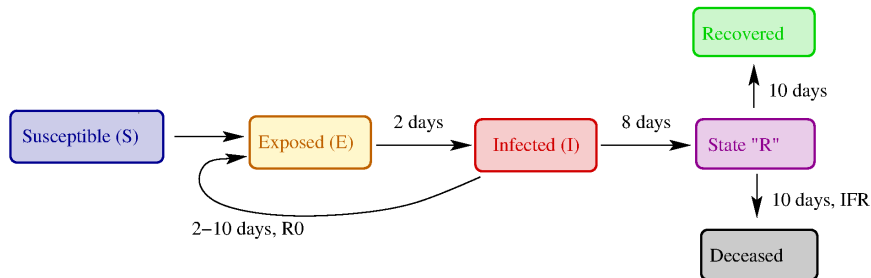 Recovered
10 days
Susceptible (S)
Exposed (E)
2 days
Infected (I)
8 days
State "R"
2−10 days, R0
10 days, IFR
Deceased